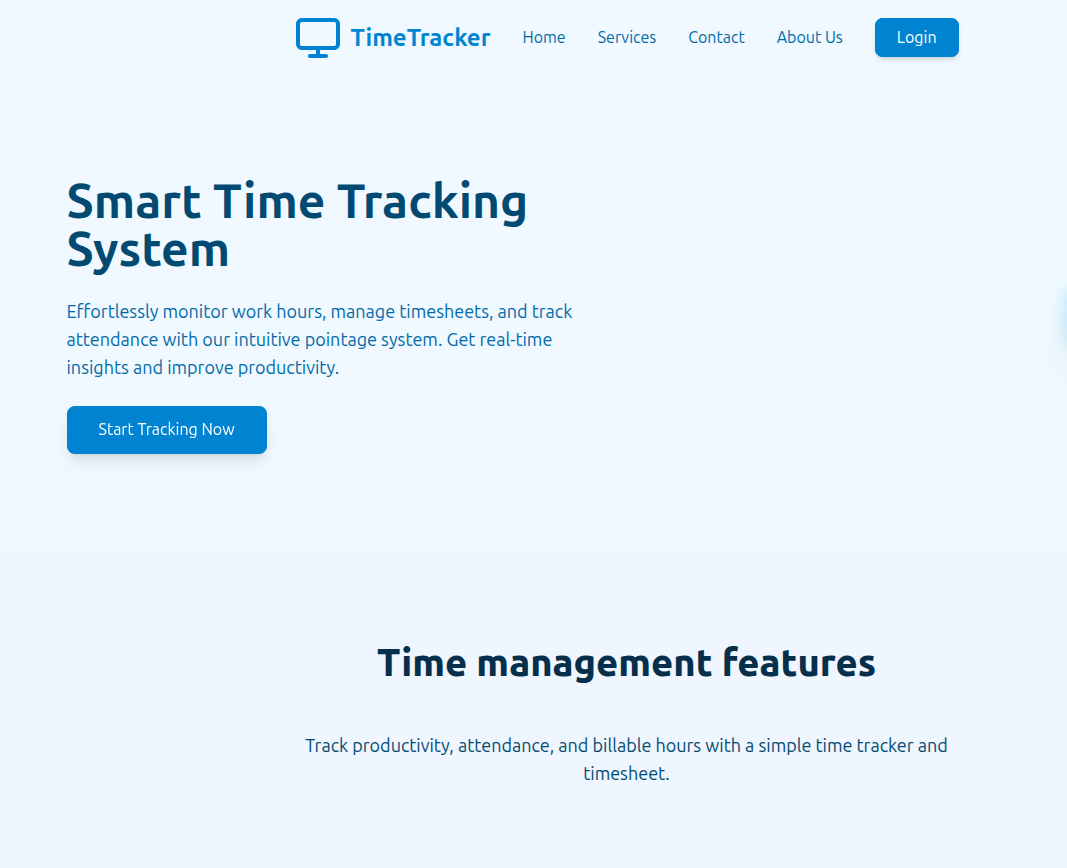 TimeTracker Home Services Contact About Us Login
Smart Time Tracking
System
Effortlessly monitor work hours, manage timesheets, and track
attendance with our intuitive pointage system. Get real-time
insights and improve productivity.
Start Tracking Now
Time management features
Track productivity, attendance, and billable hours with a simple time tracker and
timesheet.